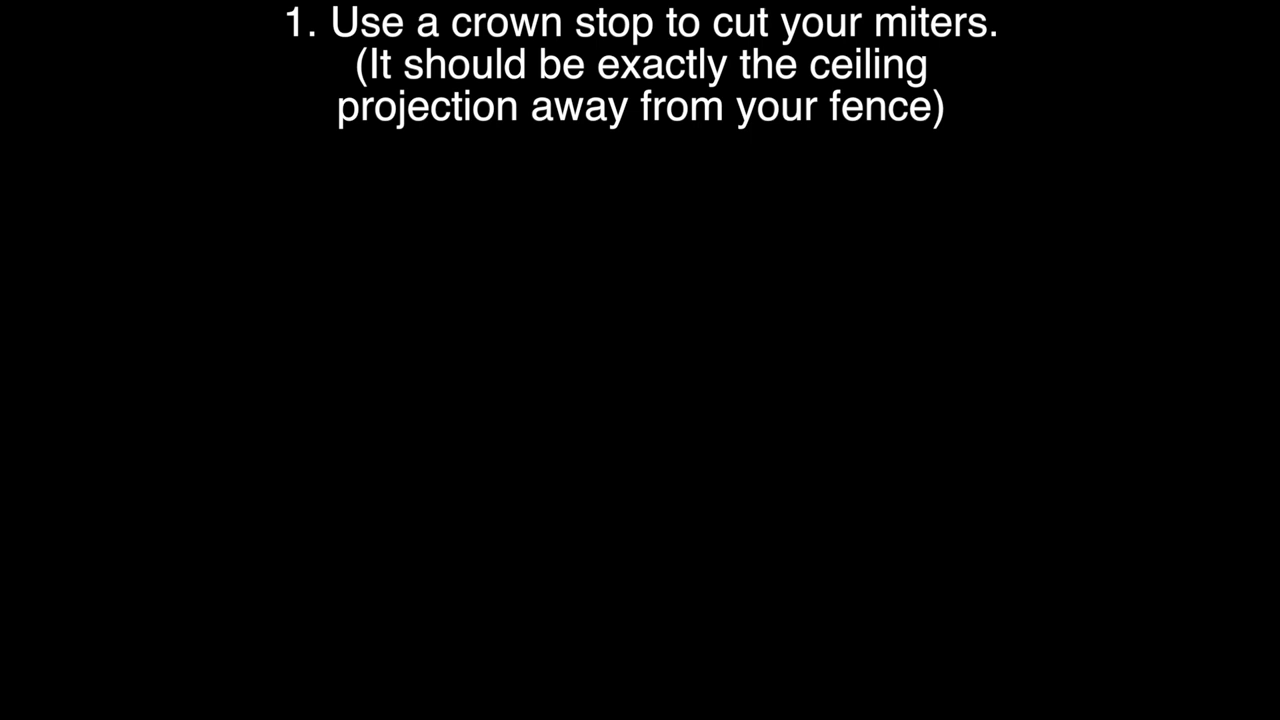 1. Use a crown stop to cut your miters.
(It should be exactly the ceiling
projection away from your fence)